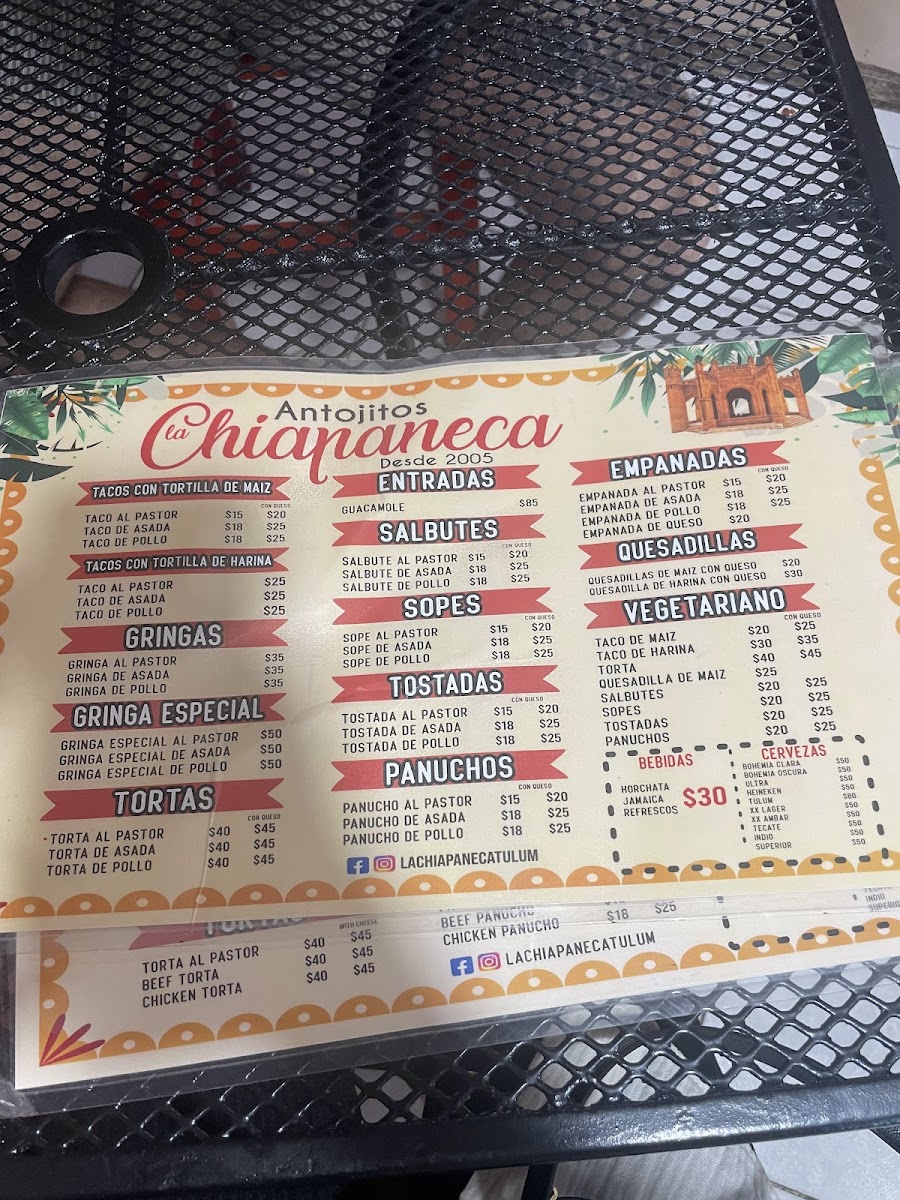 Antojitos
la Chiapaneca
Desde 2005
TACOS CON TORTILLA DE MAIZ
CON QUESO
TACO AL PASTOR $15 $20
TACO DE ASADA $18 $25
TACO DE POLLO $18 $25
TACOS CON TORTILLA DE HARINA
TACO AL PASTOR $25
TACO DE ASADA $25
TACO DE POLLO $25
GRINGAS
GRINGA AL PASTOR $35
GRINGA DE ASADA $35
GRINGA DE POLLO $35
GRINGA ESPECIAL
GRINGA ESPECIAL AL PASTOR $50
GRINGA ESPECIAL DE ASADA $50
GRINGA ESPECIAL DE POLLO $50
TORTAS
CON QUESO
TORTA AL PASTOR $40 $45
TORTA DE ASADA $40 $45
TORTA DE POLLO $40 $45
ENTRADAS
GUACAMOLE $85
SALBUTES
CON QUESO
SALBUTE AL PASTOR $15 $20
SALBUTE DE ASADA $18 $25
SALBUTE DE POLLO $18 $25
SOPES
CON QUESO
SOPE AL PASTOR $15 $20
SOPE DE ASADA $18 $25
SOPE DE POLLO $18 $25
TOSTADAS
CON QUESO
TOSTADA AL PASTOR $15 $20
TOSTADA DE ASADA $18 $25
TOSTADA DE POLLO $18 $25
PANUCHOS
CON QUESO
PANUCHO AL PASTOR $15 $20
PANUCHO DE ASADA $18 $25
PANUCHO DE POLLO $18 $25
LACHIAPANECATULUM
EMPANADAS
CON QUESO
EMPANADA AL PASTOR $15 $20
EMPANADA DE ASADA $18 $25
EMPANADA DE POLLO $18 $25
EMPANADA DE QUESO $20
QUESADILLAS
QUESADILLAS DE MAIZ CON QUESO $20
QUESADILLAS DE HARINA CON QUESO $30
VEGETARIANO
CON QUESO
TACO DE MAIZ $20 $25
TACO DE HARINA $30 $35
TORTA $40 $45
QUESADILLA DE MAIZ $25
SALBUTES $20 $25
SOPES $20 $25
TOSTADAS $20 $25
PANUCHOS $20 $25
BEBIDAS
HORCHATA
JAMAICA
REFRESCOS
$30
CERVEZAS
BOHEMIA CLARA $50
BOHEMIA OSCURA $50
ULTRA $50
HEINEKEN $50
TULUM $80
XX LAGER $50
XX AMBAR $50
TECATE $50
INDIO $50
SUPERIOR $50
TORTAS
WITH CHEESE
TORTA AL PASTOR $40 $45
BEEF TORTA $40 $45
CHICKEN TORTA $40 $45
BEEF PANUCHO
CHICKEN PANUCHO $18 $25
LACHIAPANECATULUM
TECATE
INDIO
SUPERIO